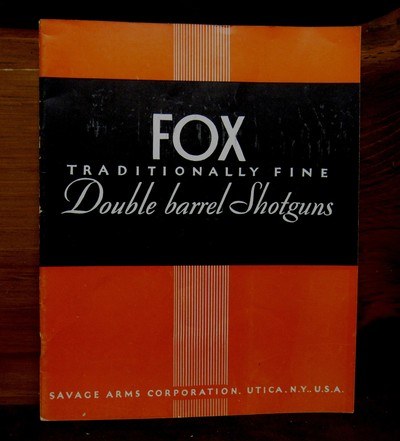 FOX
TRADITIONALLY FINE
Double barrel Shotguns
SAVAGE ARMS CORPORATION, UTICA, N.Y., U.S.A.